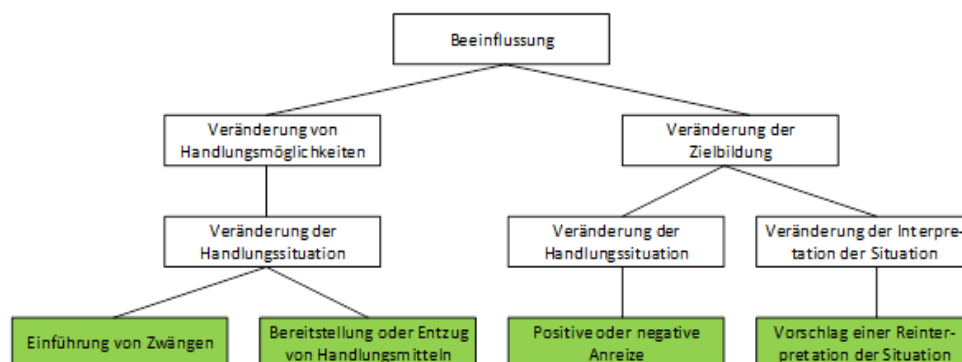 Beeinflussung
Veränderung von
Handlungsmöglichkeiten
Veränderung der
Zielbildung
Veränderung der
Handlungssituation
Veränderung der
Handlungssituation
Veränderung der Interpre-
tation der Situation
Einführung von Zwängen
Bereitstellung oder Entzug
von Handlungsmitteln
Positive oder negative
Anreize
Vorschlag einer Reinter-
pretation der Situation